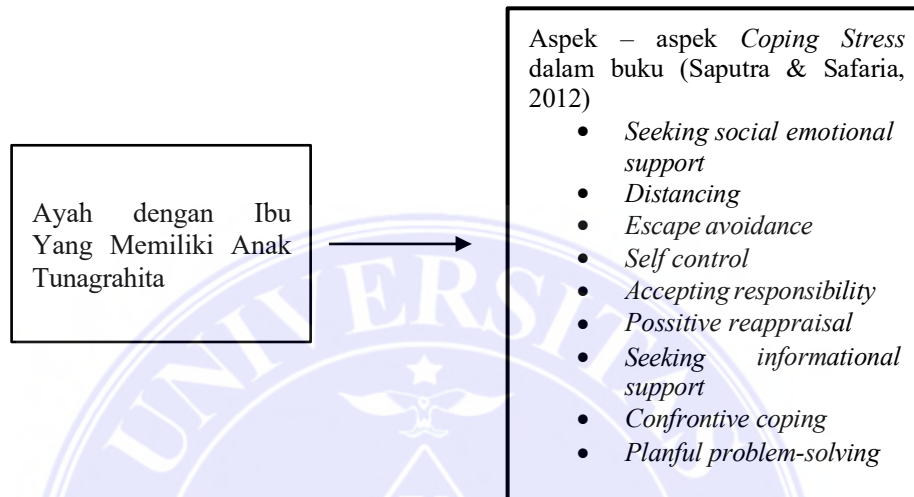 Aspek – aspek Coping Stress
dalam buku (Saputra & Safaria,
2012)
• Seeking social emotional
support
• Distancing
• Escape avoidance
• Self control
• Accepting responsibility
• Possitive reappraisal
• Seeking informational
support
• Confrontive coping
• Planful problem-solving
Ayah dengan Ibu
Yang Memiliki Anak
Tunagrahita
UNIVERSITAS